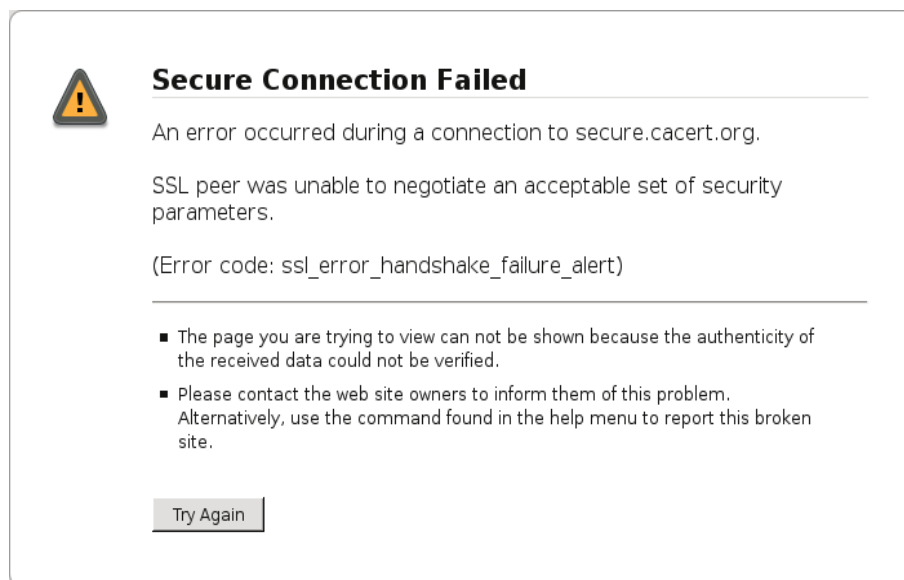 Secure Connection Failed
An error occurred during a connection to secure.cacert.org.
SSL peer was unable to negotiate an acceptable set of security
parameters.
(Error code: ssl_error_handshake_failure_alert)
The page you are trying to view can not be shown because the authenticity of
the received data could not be verified.
Please contact the web site owners to inform them of this problem.
Alternatively, use the command found in the help menu to report this broken
site.
Try Again